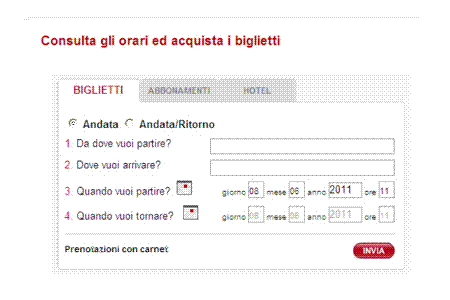 Consulta gli orari ed acquista i biglietti
BIGLIETTI ABBONAMENTI HOTEL
Andata Andata/Ritorno
1. Da dove vuoi partire?
2. Dove vuoi arrivare?
3. Quando vuoi partire? giorno 08 mese 06 anno 2011 ore 11
4. Quando vuoi tornare? giorno 08 mese 06 anno 2011 ore 11
Prenotazioni con carnet INVIA